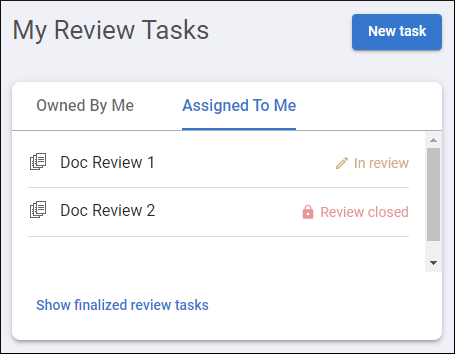 My Review Tasks
New task
Owned By Me
Assigned To Me
Doc Review 1
In review
Doc Review 2
Review closed
Show finalized review tasks